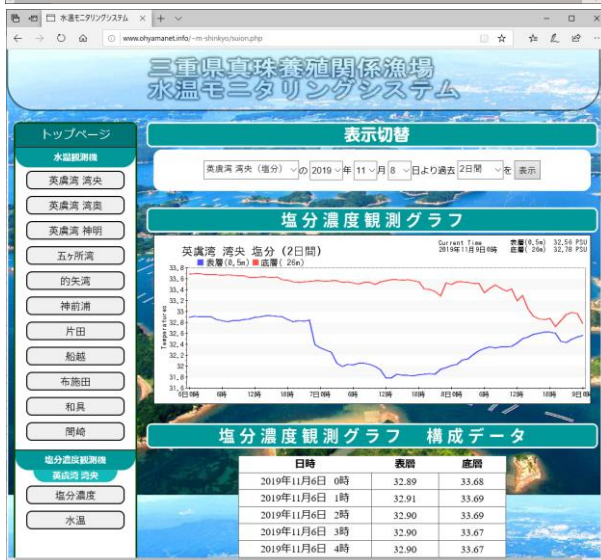 水温モニタリングシステム
www.ohyamanet.info/~m-shinkyo/suion.php
三重県真珠養殖関係漁場
水温モニタリングシステム
トップページ
水温観測機
英虞湾 湾央
英虞湾 湾奥
英虞湾 神明
五ヶ所湾
的矢湾
神前浦
片田
船越
布施田
和具
間崎
塩分濃度観測機
英虞湾 湾央
塩分濃度
水温
表示切替
英虞湾 湾央（塩分） の 2019 年 11 月 8 日より過去 2日間 を 表示
塩分濃度観測グラフ
英虞湾 湾央 塩分 (2日間)
表層(0.5m) 底層( 26m)
Current Time 表層(0.5m) 32.56 PSU
2019年11月9日0時 底層( 26m) 32.78 PSU
Temperatures
33.8
33.6
33.4
33.2
33
32.8
32.6
32.4
32.2
32
31.8
31.6
6日0時 6時 12時 18時 7日0時 6時 12時 18時 8日0時 6時 12時 18時 9日0時
塩分濃度観測グラフ 構成データ
日時 表層 底層
2019年11月6日 0時 32.89 33.68
2019年11月6日 1時 32.91 33.69
2019年11月6日 2時 32.90 33.69
2019年11月6日 3時 32.90 33.67
2019年11月6日 4時 32.90 33.67